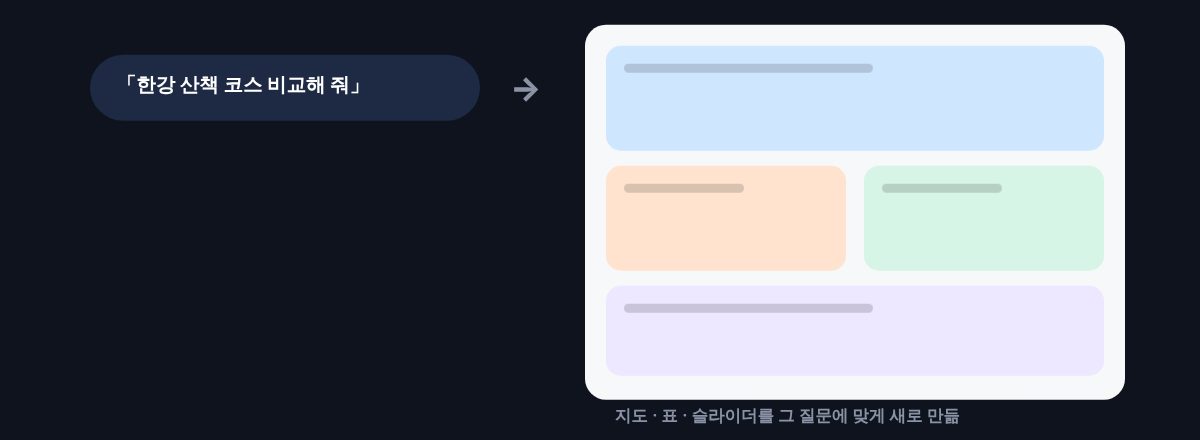 「한강 산책 코스 비교해 줘」
→
지도 · 표 · 슬라이더를 그 질문에 맞게 새로 만듦